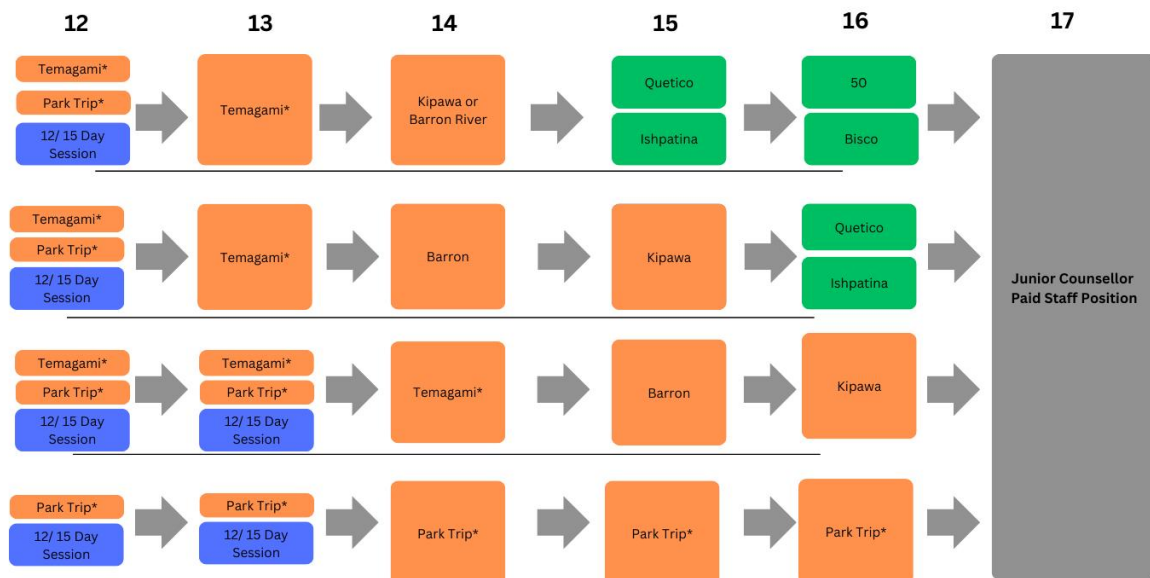 12
13
14
15
16
17
Temagami*
Park Trip*
12/ 15 Day
Session
Temagami*
Kipawa or
Barron River
Quetico
Ishpatina
50
Bisco
Temagami*
Park Trip*
12/ 15 Day
Session
Temagami*
Barron
Kipawa
Quetico
Ishpatina
Junior Counsellor
Paid Staff Position
Temagami*
Park Trip*
12/ 15 Day
Session
Temagami*
Park Trip*
12/ 15 Day
Session
Temagami*
Barron
Kipawa
Park Trip*
12/ 15 Day
Session
Park Trip*
12/ 15 Day
Session
Park Trip*
Park Trip*
Park Trip*